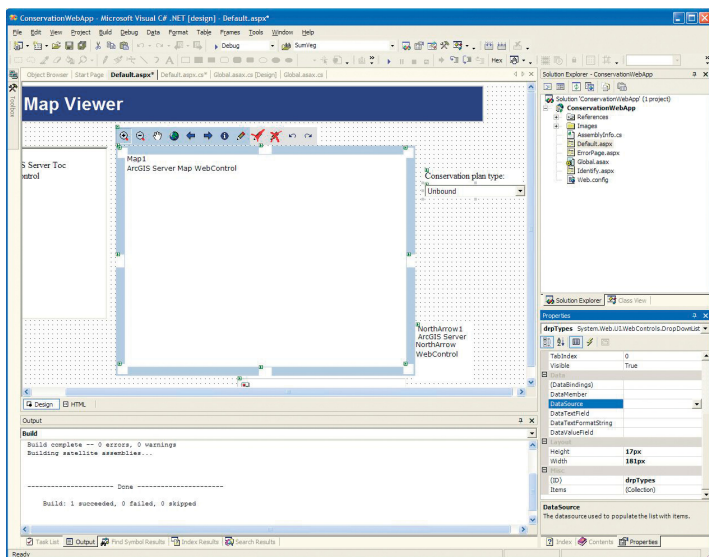 ConservationWebApp - Microsoft Visual C# .NET [design] - Default.aspx*
File Edit View Project Build Debug Data Format Table Frames Tools Window Help
Debug SumVeg
Hex
Object Browser Start Page Default.aspx* Default.aspx.cs* Global.asax.cs [Design] Global.asax.cs
Toolbox
Map Viewer
S Server Toc
ontrol
Map1
ArcGIS Server Map WebControl
Conservation plan type:
Unbound
NorthArrow1
ArcGIS Server
NorthArrow
WebControl
Design HTML
Output
Build
Build complete -- 0 errors, 0 warnings
Building satellite assemblies...
---------------------- Done ----------------------
Build: 1 succeeded, 0 failed, 0 skipped
Task List Output Find Symbol Results Index Results Search Results
Ready
Solution Explorer - ConservationWebApp
Solution 'ConservationWebApp' (1 project)
ConservationWebApp
References
Images
AssemblyInfo.cs
Default.aspx
ErrorPage.aspx
Global.asax
Identify.aspx
Web.config
Solution Explorer Class View
Properties
drpTypes System.Web.UI.WebControls.DropDownList
TabIndex 0
Visible True
Data
(DataBindings)
DataMember
DataSource
DataTextField
DataTextFormatString
DataValueField
Layout
Height 17px
Width 181px
Misc
(ID) drpTypes
Items (Collection)
DataSource
The datasource used to populate the list with items.
Index Contents Properties